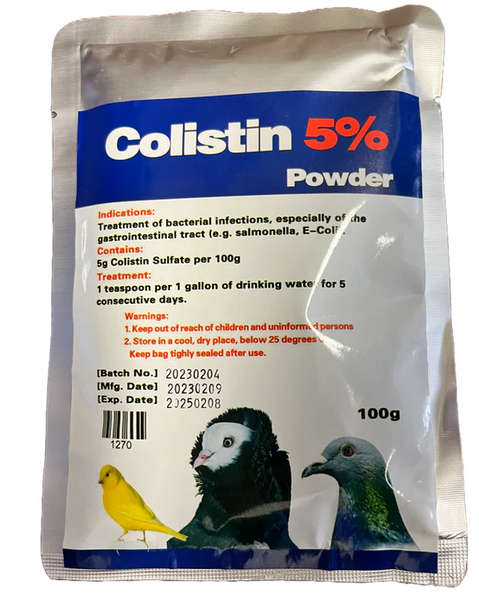 Colistin 5%
Powder
Indications:
Treatment of bacterial infections, especially of the
gastrointestinal tract (e.g. salmonella, E-Coli).
Contains:
5g Colistin Sulfate per 100g
Treatment:
1 teaspoon per 1 gallon of drinking water for 5
consecutive days.
Warnings:
1. Keep out of reach of children and uninformed persons
2. Store in a cool, dry place, below 25 degrees
Keep bag tighly sealed after use.
[Batch No.] 20230204
[Mfg. Date] 20230209
[Exp. Date] 20250208
100g
1270